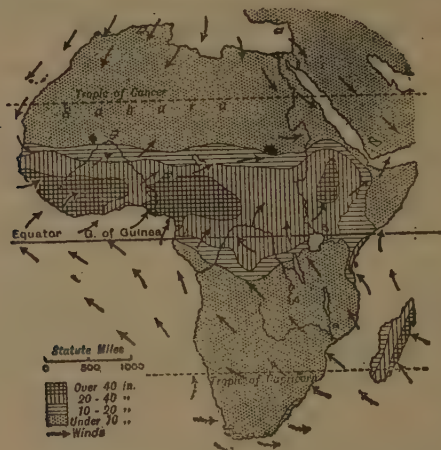 Tropic of Cancer
Sahara
Equator G. of Guinea
Statute Miles
0 500 1000
Tropic of Capricorn
Over 40 in.
20 - 40 "
10 - 20 "
Under 10 "
Winds